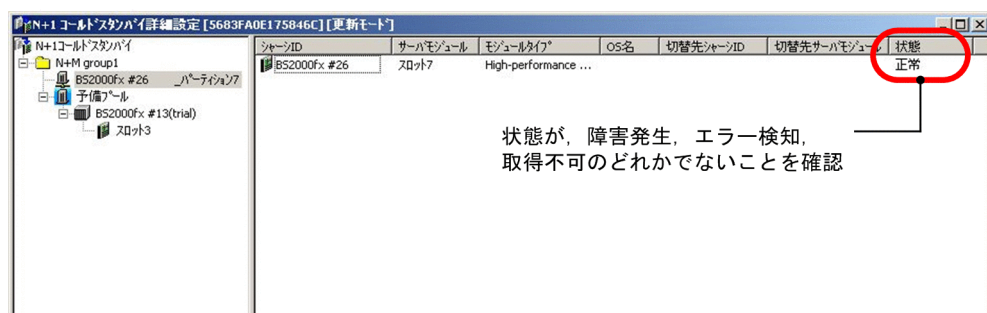 N+1 コールドスタンバイ詳細設定 [5683FA0E175846C] [更新モード]
N+1コールドスタンバイ
N+M group1
BS2000fx #26 _パーティション7
予備プール
BS2000fx #13(trial)
スロット3
シャーシID サーバモジュール モジュールタイプ OS名 切替先シャーシID 切替先サーバモジュール 状態
BS2000fx #26 スロット7 High-performance ... 正常
状態が，障害発生，エラー検知，
取得不可のどれかでないことを確認